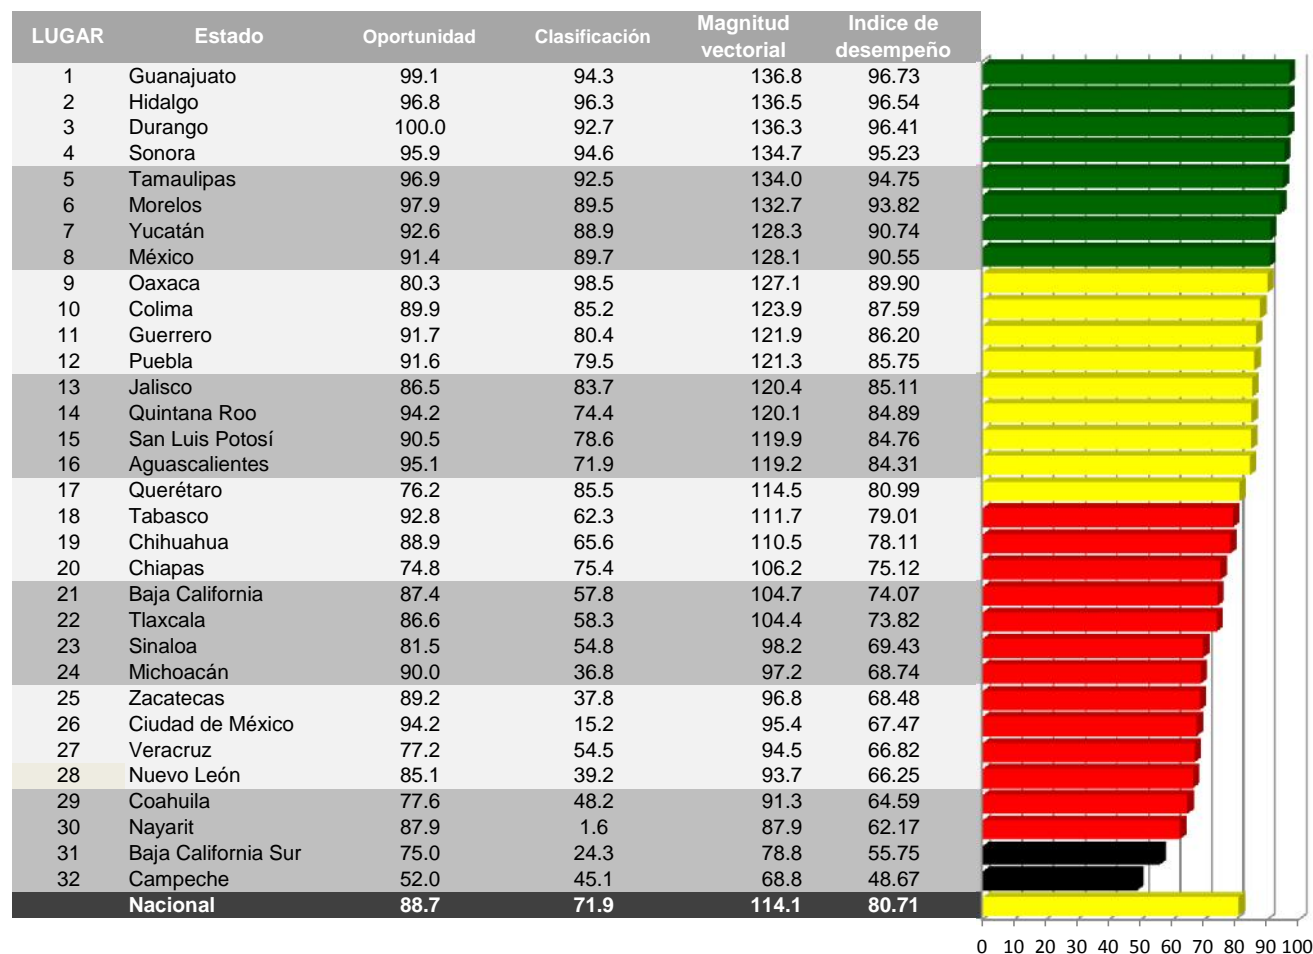 LUGAR Estado Oportunidad Clasificación Magnitud vectorial Indice de desempeño
1 Guanajuato 99.1 94.3 136.8 96.73
2 Hidalgo 96.8 96.3 136.5 96.54
3 Durango 100.0 92.7 136.3 96.41
4 Sonora 95.9 94.6 134.7 95.23
5 Tamaulipas 96.9 92.5 134.0 94.75
6 Morelos 97.9 89.5 132.7 93.82
7 Yucatán 92.6 88.9 128.3 90.74
8 México 91.4 89.7 128.1 90.55
9 Oaxaca 80.3 98.5 127.1 89.90
10 Colima 89.9 85.2 123.9 87.59
11 Guerrero 91.7 80.4 121.9 86.20
12 Puebla 91.6 79.5 121.3 85.75
13 Jalisco 86.5 83.7 120.4 85.11
14 Quintana Roo 94.2 74.4 120.1 84.89
15 San Luis Potosí 90.5 78.6 119.9 84.76
16 Aguascalientes 95.1 71.9 119.2 84.31
17 Querétaro 76.2 85.5 114.5 80.99
18 Tabasco 92.8 62.3 111.7 79.01
19 Chihuahua 88.9 65.6 110.5 78.11
20 Chiapas 74.8 75.4 106.2 75.12
21 Baja California 87.4 57.8 104.7 74.07
22 Tlaxcala 86.6 58.3 104.4 73.82
23 Sinaloa 81.5 54.8 98.2 69.43
24 Michoacán 90.0 36.8 97.2 68.74
25 Zacatecas 89.2 37.8 96.8 68.48
26 Ciudad de México 94.2 15.2 95.4 67.47
27 Veracruz 77.2 54.5 94.5 66.82
28 Nuevo León 85.1 39.2 93.7 66.25
29 Coahuila 77.6 48.2 91.3 64.59
30 Nayarit 87.9 1.6 87.9 62.17
31 Baja California Sur 75.0 24.3 78.8 55.75
32 Campeche 52.0 45.1 68.8 48.67
Nacional 88.7 71.9 114.1 80.71
0 10 20 30 40 50 60 70 80 90 100